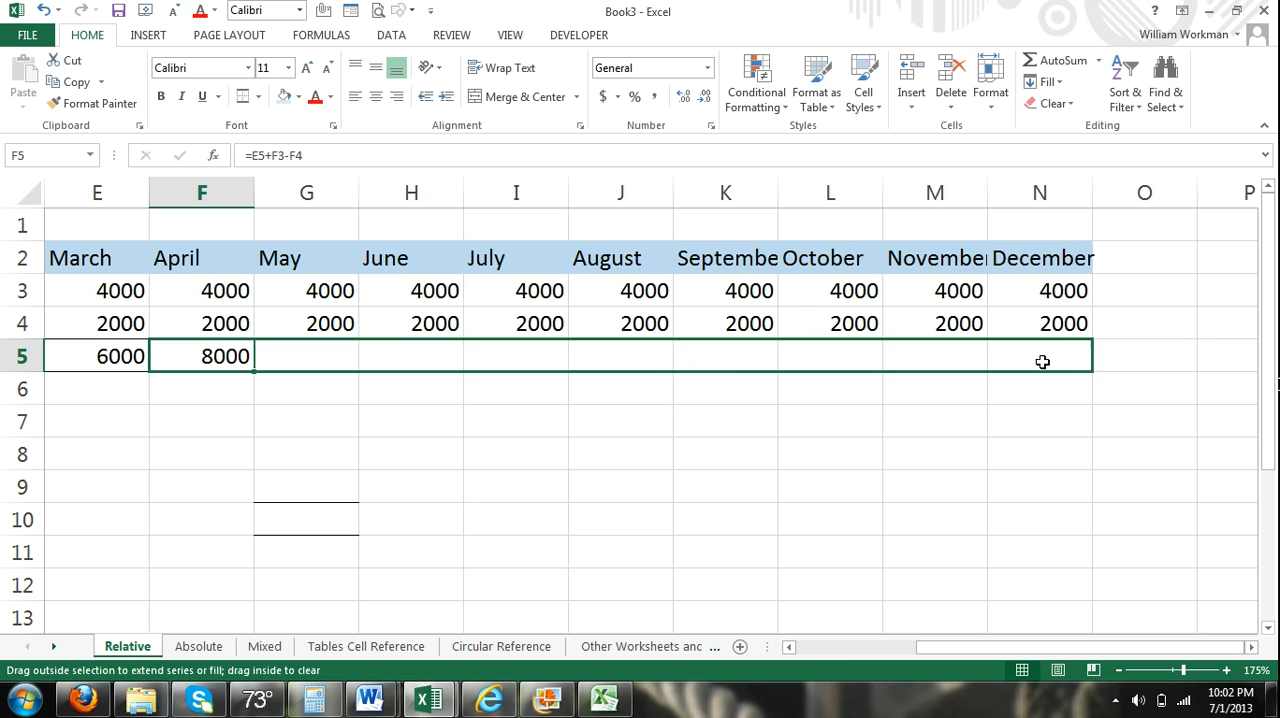 Calibri
Book3 - Excel
?
FILE HOME INSERT PAGE LAYOUT FORMULAS DATA REVIEW VIEW DEVELOPER William Workman
Paste Cut Copy Format Painter Clipboard
Calibri 11 B I U A Font
Wrap Text Merge & Center Alignment
General $ % , Number
Conditional Formatting Format as Table Cell Styles Styles
Insert Delete Format Cells
AutoSum Fill Clear Sort & Filter Find & Select Editing
F5 fx =E5+F3-F4
E F G H I J K L M N O P
1
2 March April May June July August Septembe October November December
3 4000 4000 4000 4000 4000 4000 4000 4000 4000 4000
4 2000 2000 2000 2000 2000 2000 2000 2000 2000 2000
5 6000 8000
6
7
8
9
10
11
12
13
Relative Absolute Mixed Tables Cell Reference Circular Reference Other Worksheets anc ...
Drag outside selection to extend series or fill; drag inside to clear 175%
73° 10:02 PM
7/1/2013